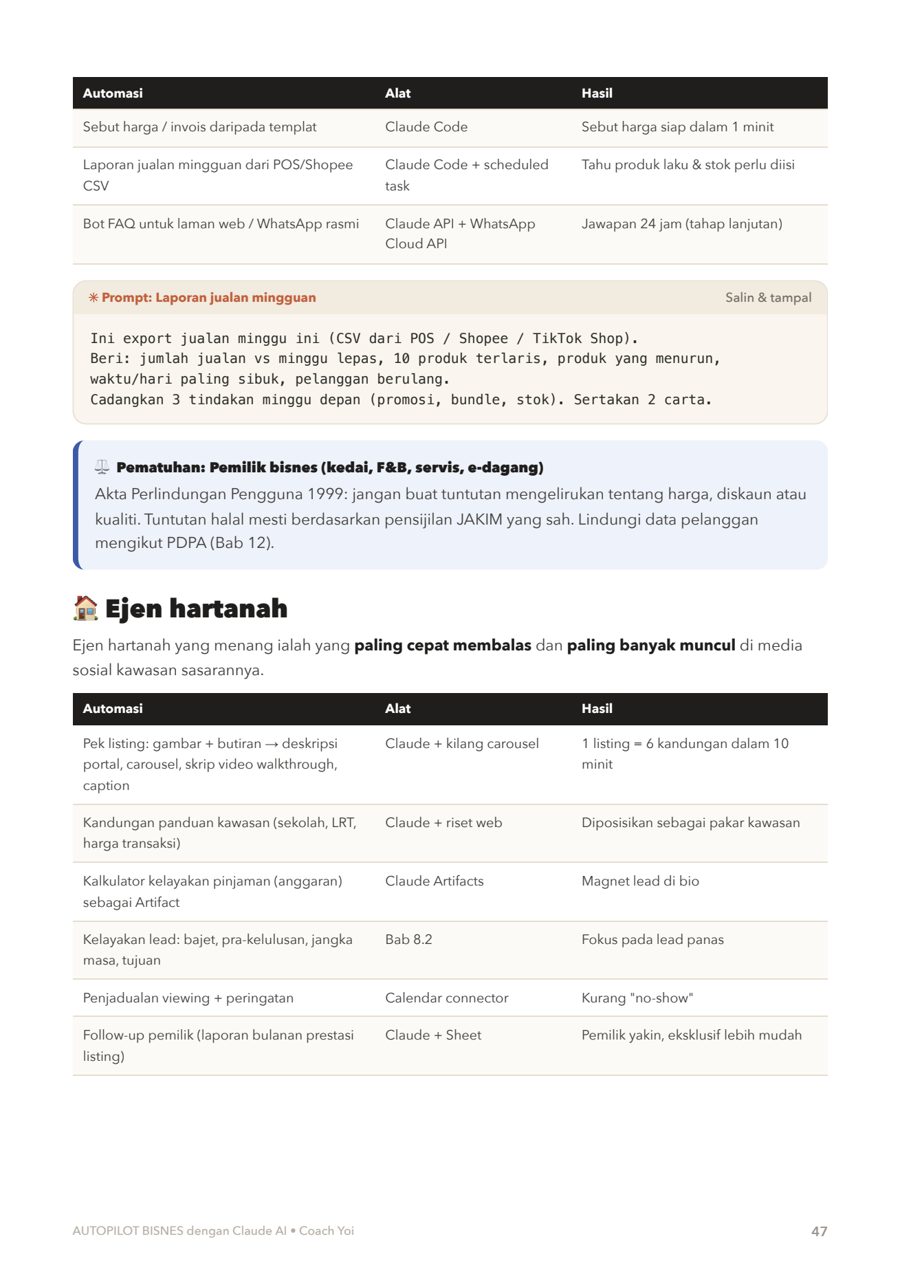 Automasi Alat Hasil
Sebut harga / invois daripada templat Claude Code Sebut harga siap dalam 1 minit
Laporan jualan mingguan dari POS/Shopee Claude Code + scheduled Tahu produk laku & stok perlu diisi
CSV task
Bot FAQ untuk laman web / WhatsApp rasmi Claude API + WhatsApp Jawapan 24 jam (tahap lanjutan)
Cloud API
✳ Prompt: Laporan jualan mingguan Salin & tampal
Ini export jualan minggu ini (CSV dari POS / Shopee / TikTok Shop).
Beri: jumlah jualan vs minggu lepas, 10 produk terlaris, produk yang menurun,
waktu/hari paling sibuk, pelanggan berulang.
Cadangkan 3 tindakan minggu depan (promosi, bundle, stok). Sertakan 2 carta.
⚖️ Pematuhan: Pemilik bisnes (kedai, F&B, servis, e-dagang)
Akta Perlindungan Pengguna 1999: jangan buat tuntutan mengelirukan tentang harga, diskaun atau
kualiti. Tuntutan halal mesti berdasarkan pensijilan JAKIM yang sah. Lindungi data pelanggan
mengikut PDPA (Bab 12).
🏠 Ejen hartanah
Ejen hartanah yang menang ialah yang paling cepat membalas dan paling banyak muncul di media
sosial kawasan sasarannya.
Automasi Alat Hasil
Pek listing: gambar + butiran → deskripsi Claude + kilang carousel 1 listing = 6 kandungan dalam 10
portal, carousel, skrip video walkthrough, minit
caption
Kandungan panduan kawasan (sekolah, LRT, Claude + riset web Diposisikan sebagai pakar kawasan
harga transaksi)
Kalkulator kelayakan pinjaman (anggaran) Claude Artifacts Magnet lead di bio
sebagai Artifact
Kelayakan lead: bajet, pra-kelulusan, jangka Bab 8.2 Fokus pada lead panas
masa, tujuan
Penjadualan viewing + peringatan Calendar connector Kurang "no-show"
Follow-up pemilik (laporan bulanan prestasi Claude + Sheet Pemilik yakin, eksklusif lebih mudah
listing)
AUTOPILOT BISNES dengan Claude AI • Coach Yoi 47